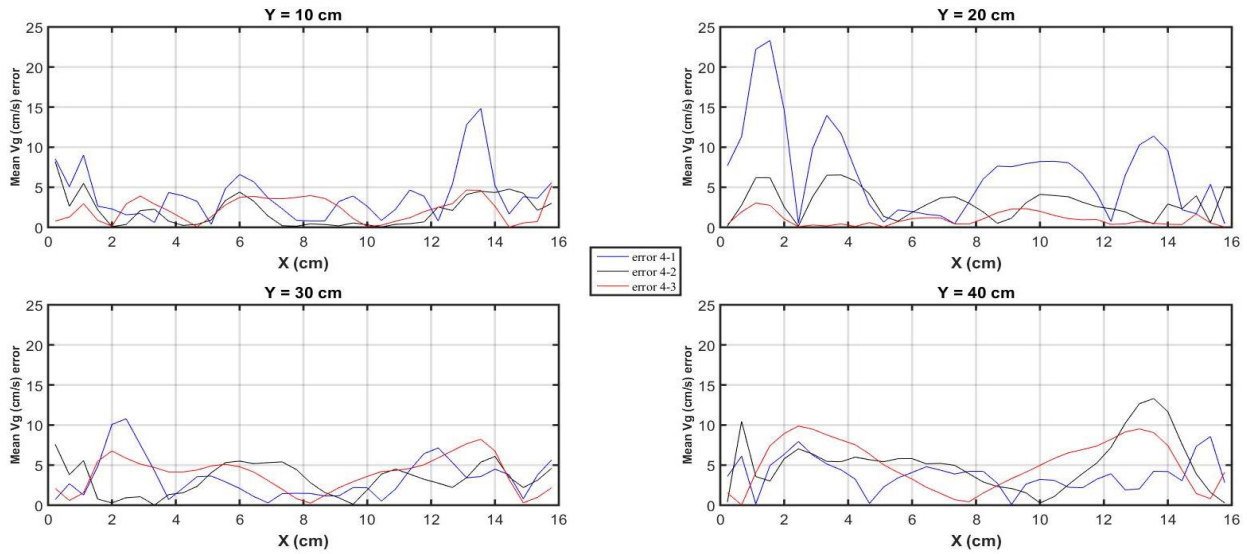 Y = 10 cm
25
20
15
10
5
0
Mean Vg (cm/s) error
0 2 4 6 8 10 12 14 16
X (cm)
Y = 20 cm
25
20
15
10
5
0
Mean Vg (cm/s) error
0 2 4 6 8 10 12 14 16
X (cm)
error 4-1
error 4-2
error 4-3
Y = 30 cm
25
20
15
10
5
0
Mean Vg (cm/s) error
0 2 4 6 8 10 12 14 16
X (cm)
Y = 40 cm
25
20
15
10
5
0
Mean Vg (cm/s) error
0 2 4 6 8 10 12 14 16
X (cm)